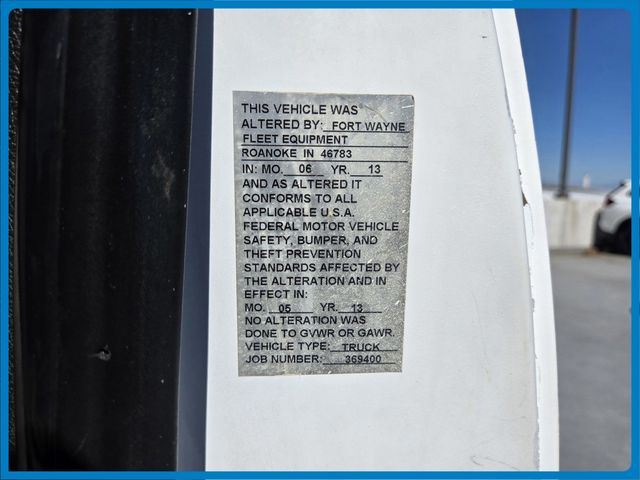 THIS VEHICLE WAS
ALTERED BY: FORT WAYNE
FLEET EQUIPMENT
ROANOKE IN 46783
IN: MO. 06 YR. 13
AND AS ALTERED IT
CONFORMS TO ALL
APPLICABLE U.S.A.
FEDERAL MOTOR VEHICLE
SAFETY, BUMPER, AND
THEFT PREVENTION
STANDARDS AFFECTED BY
THE ALTERATION AND IN
EFFECT IN:
MO. 05 YR. 13
NO ALTERATION WAS
DONE TO GVWR OR GAWR.
VEHICLE TYPE: TRUCK
JOB NUMBER: 369400